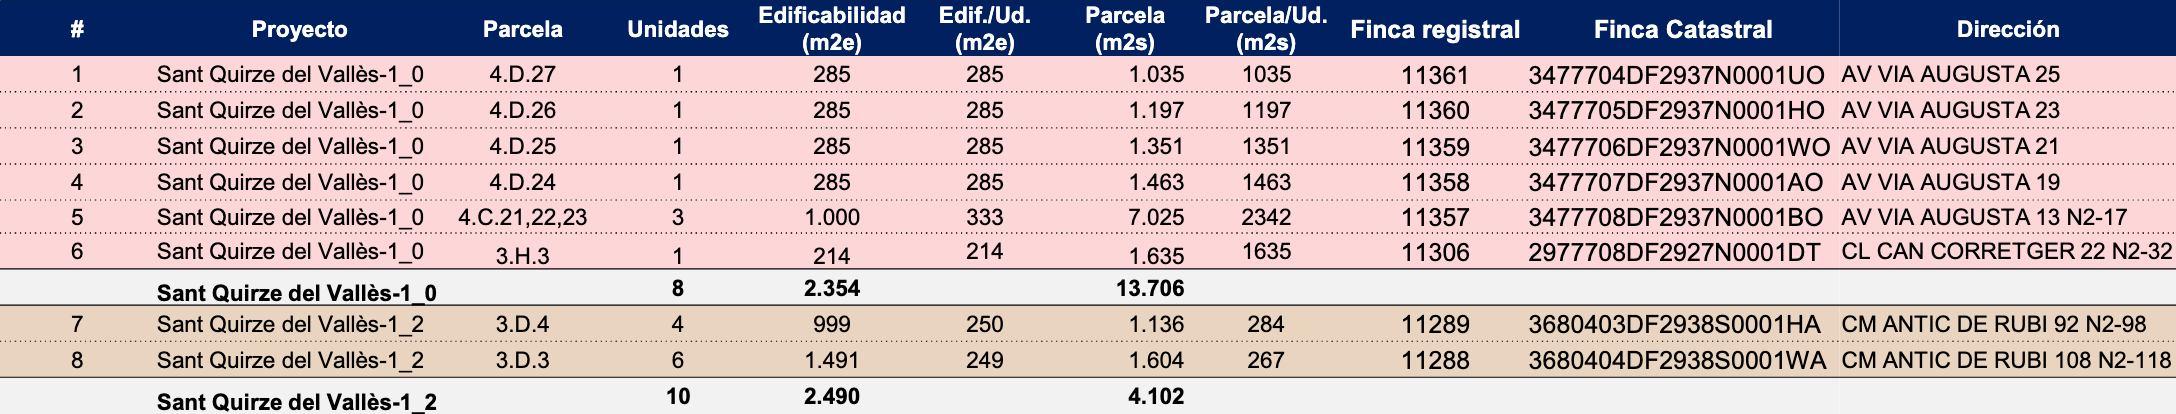 # Proyecto Parcela Unidades Edificabilidad (m2e) Edif./Ud. (m2e) Parcela (m2s) Parcela/Ud. (m2s) Finca registral Finca Catastral Dirección
1 Sant Quirze del Vallès-1_0 4.D.27 1 285 285 1.035 1035 11361 3477704DF2937N0001UO AV VIA AUGUSTA 25
2 Sant Quirze del Vallès-1_0 4.D.26 1 285 285 1.197 1197 11360 3477705DF2937N0001HO AV VIA AUGUSTA 23
3 Sant Quirze del Vallès-1_0 4.D.25 1 285 285 1.351 1351 11359 3477706DF2937N0001WO AV VIA AUGUSTA 21
4 Sant Quirze del Vallès-1_0 4.D.24 1 285 285 1.463 1463 11358 3477707DF2937N0001AO AV VIA AUGUSTA 19
5 Sant Quirze del Vallès-1_0 4.C.21,22,23 3 1.000 333 7.025 2342 11357 3477708DF2937N0001BO AV VIA AUGUSTA 13 N2-17
6 Sant Quirze del Vallès-1_0 3.H.3 1 214 214 1.635 1635 11306 2977708DF2927N0001DT CL CAN CORRETGER 22 N2-32
Sant Quirze del Vallès-1_0 8 2.354 13.706
7 Sant Quirze del Vallès-1_2 3.D.4 4 999 250 1.136 284 11289 3680403DF2938S0001HA CM ANTIC DE RUBI 92 N2-98
8 Sant Quirze del Vallès-1_2 3.D.3 6 1.491 249 1.604 267 11288 3680404DF2938S0001WA CM ANTIC DE RUBI 108 N2-118
Sant Quirze del Vallès-1_2 10 2.490 4.102